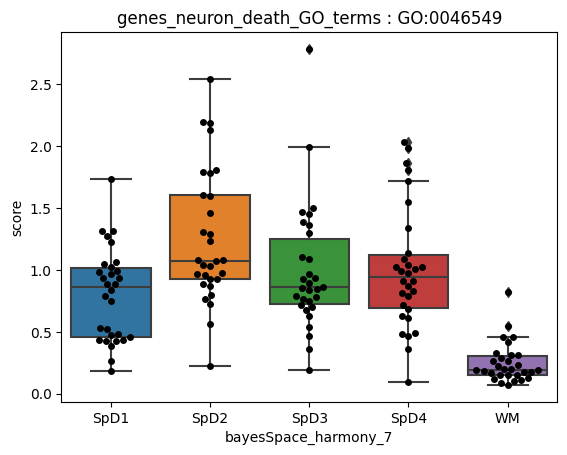 genes_neuron_death_GO_terms : GO:0046549
score
2.5
2.0
1.5
1.0
0.5
0.0
SpD1 SpD2 SpD3 SpD4 WM
bayesSpace_harmony_7